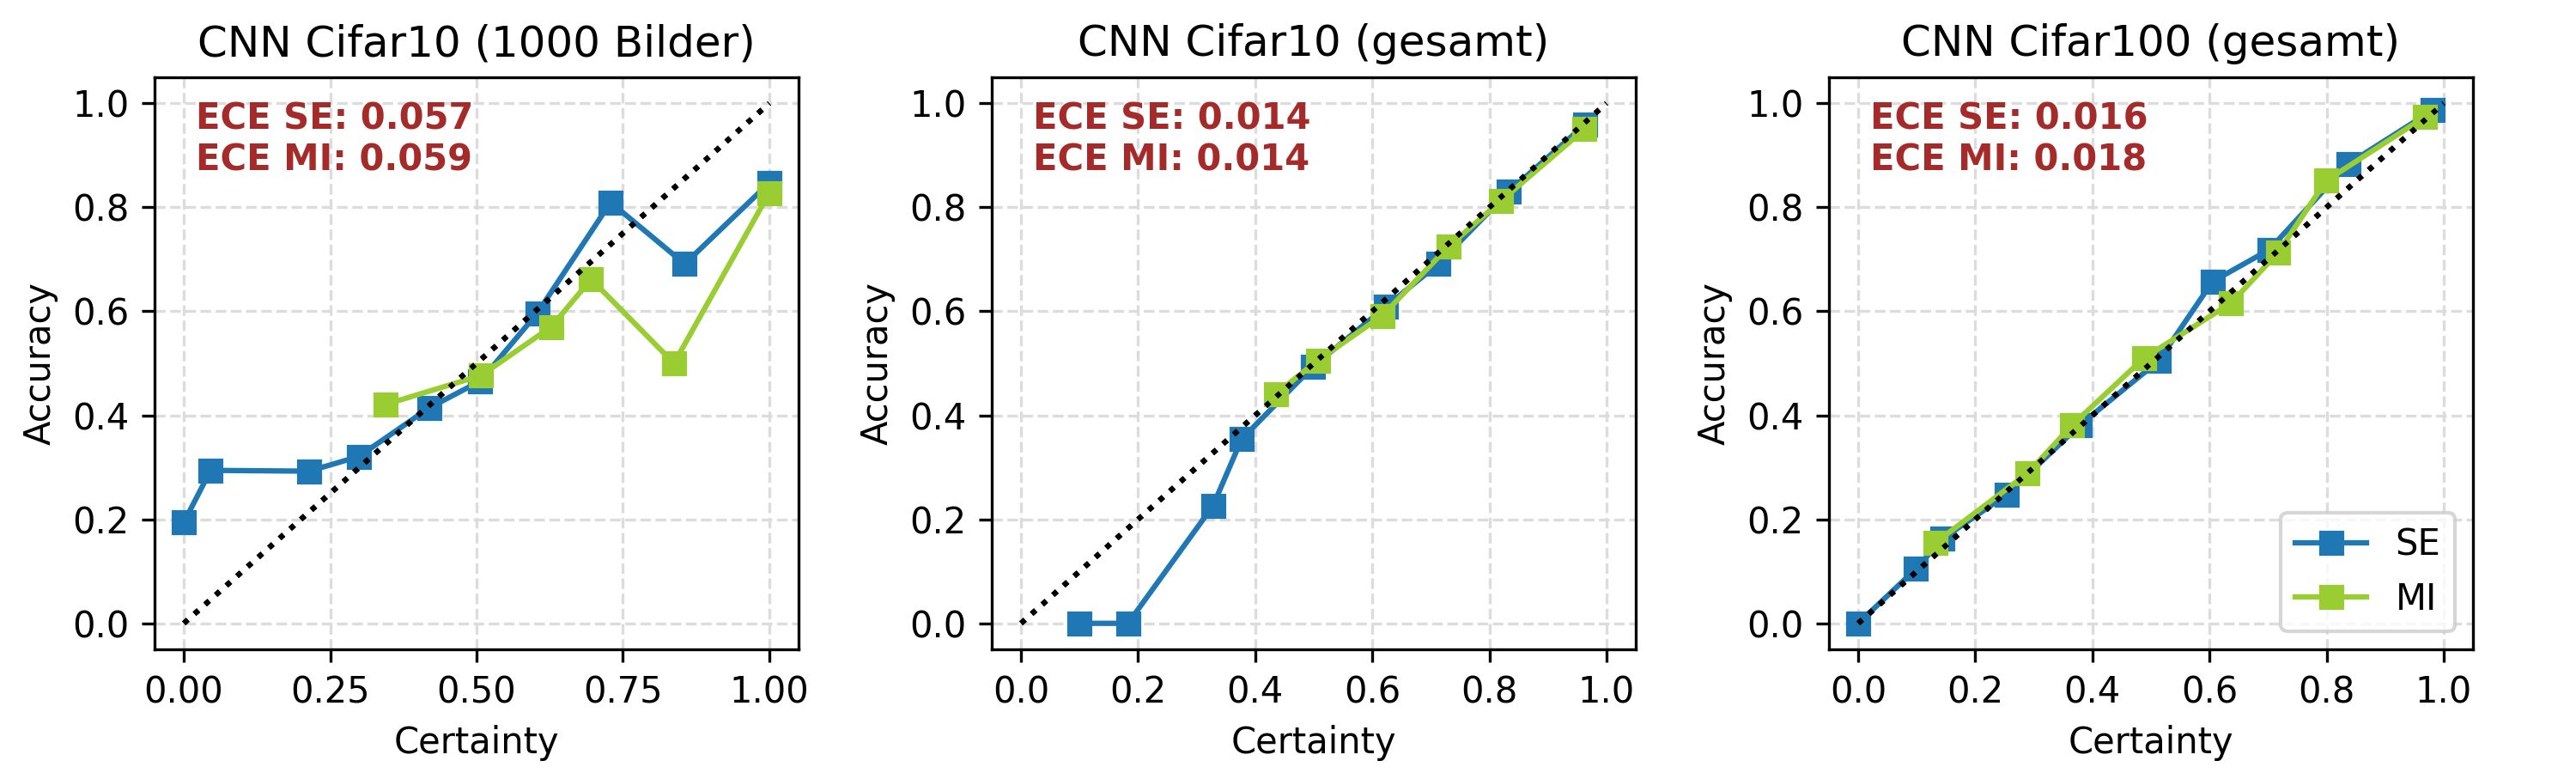 CNN Cifar10 (1000 Bilder)
ECE SE: 0.057
ECE MI: 0.059
1.0
0.8
0.6
0.4
0.2
0.0
Accuracy
0.00 0.25 0.50 0.75 1.00
Certainty
CNN Cifar10 (gesamt)
ECE SE: 0.014
ECE MI: 0.014
1.0
0.8
0.6
0.4
0.2
0.0
Accuracy
0.0 0.2 0.4 0.6 0.8 1.0
Certainty
CNN Cifar100 (gesamt)
ECE SE: 0.016
ECE MI: 0.018
1.0
0.8
0.6
0.4
0.2
0.0
Accuracy
SE
MI
0.0 0.2 0.4 0.6 0.8 1.0
Certainty